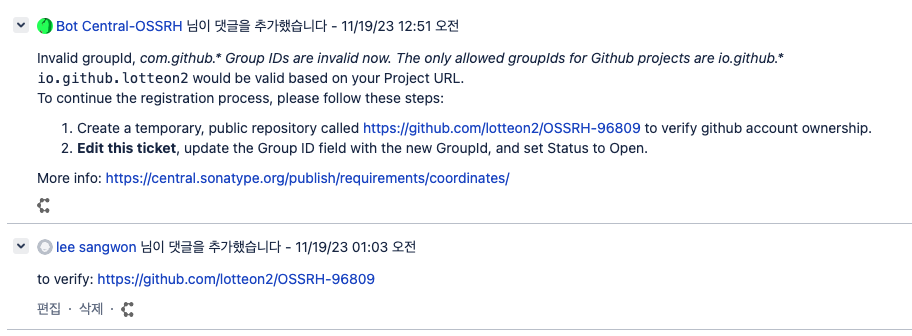 Bot Central-OSSRH 님이 댓글을 추가했습니다 - 11/19/23 12:51 오전
Invalid groupId, com.github.* Group IDs are invalid now. The only allowed groupIds for Github projects are io.github.*
io.github.lotteon2 would be valid based on your Project URL.
To continue the registration process, please follow these steps:
1. Create a temporary, public repository called https://github.com/lotteon2/OSSRH-96809 to verify github account ownership.
2. Edit this ticket, update the Group ID field with the new GroupId, and set Status to Open.
More info: https://central.sonatype.org/publish/requirements/coordinates/
lee sangwon 님이 댓글을 추가했습니다 - 11/19/23 01:03 오전
to verify: https://github.com/lotteon2/OSSRH-96809
편집 · 삭제 ·